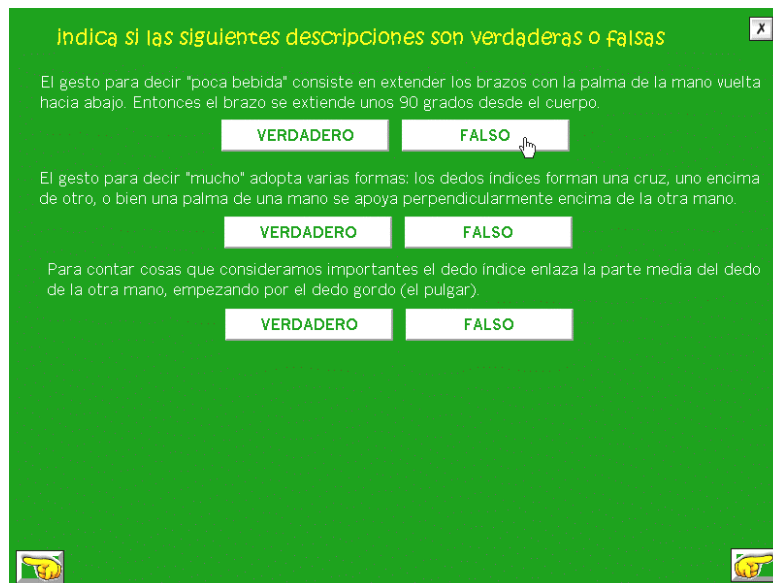 indica si las siguientes descripciones son verdaderas o falsas
X
El gesto para decir "poca bebida" consiste en extender los brazos con la palma de la mano vuelta
hacia abajo. Entonces el brazo se extiende unos 90 grados desde el cuerpo.
VERDADERO FALSO
El gesto para decir "mucho" adopta varias formas: los dedos índices forman una cruz, uno encima
de otro, o bien una palma de una mano se apoya perpendicularmente encima de la otra mano.
VERDADERO FALSO
Para contar cosas que consideramos importantes el dedo índice enlaza la parte media del dedo
de la otra mano, empezando por el dedo gordo (el pulgar).
VERDADERO FALSO